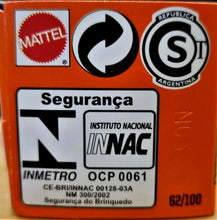 MATTEL
REPUBLICA
S
ARGENTINA
Segurança
N
INSTITUTO NACIONAL
INNAC
INMETRO OCP 0061
CE-BRI/INNAC 00128-03A
NM 300/2002
Segurança do Brinquedo
62/100